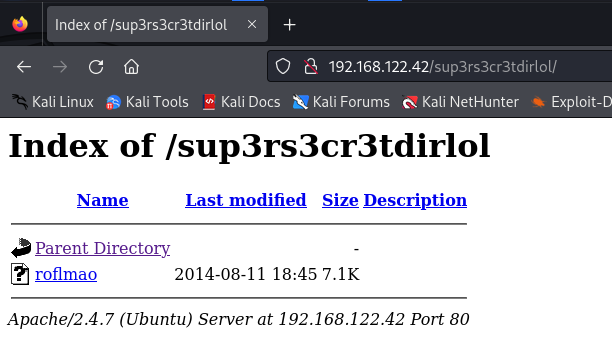 Index of /sup3rs3cr3tdirlol
192.168.122.42/sup3rs3cr3tdirlol/
Kali Linux Kali Tools Kali Docs Kali Forums Kali NetHunter Exploit-D
Index of /sup3rs3cr3tdirlol
Name Last modified Size Description
Parent Directory -
roflmao 2014-08-11 18:45 7.1K
Apache/2.4.7 (Ubuntu) Server at 192.168.122.42 Port 80